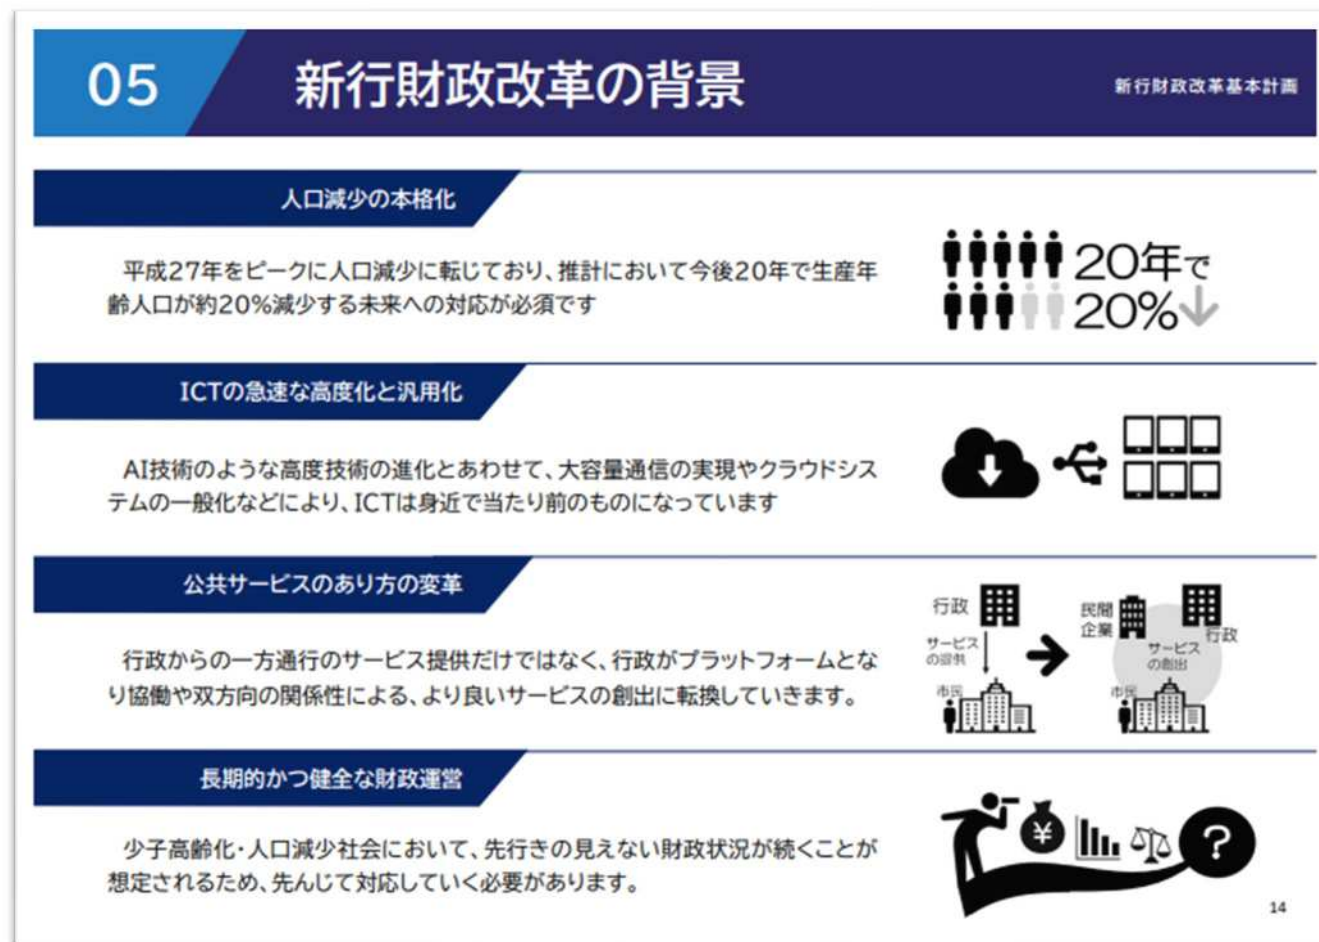 05
新行財政改革の背景
新行財政改革基本計画
人口減少の本格化
平成27年をピークに人口減少に転じており、推計において今後20年で生産年
齢人口が約20%減少する未来への対応が必須です
20年で
20%
ICTの急速な高度化と汎用化
AI技術のような高度技術の進化とあわせて、大容量通信の実現やクラウドシス
テムの一般化などにより、ICTは身近で当たり前のものになっています
公共サービスのあり方の変革
行政からの一方通行のサービス提供だけではなく、行政がプラットフォームとな
り協働や双方向の関係性による、より良いサービスの創出に転換していきます。
行政
サービス
の提供
市民
民間
企業
行政
サービス
の創出
市民
長期的かつ健全な財政運営
少子高齢化・人口減少社会において、先行きの見えない財政状況が続くことが
想定されるため、先んじて対応していく必要があります。
¥
?
14